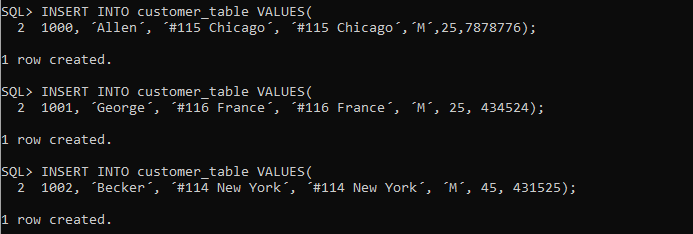 SQL> INSERT INTO customer_table VALUES(
2 1000, ´Allen´, ´#115 Chicago´, ´#115 Chicago´,´M´,25,7878776);
1 row created.
SQL> INSERT INTO customer_table VALUES(
2 1001, ´George´, ´#116 France´, ´#116 France´, ´M´, 25, 434524);
1 row created.
SQL> INSERT INTO customer_table VALUES(
2 1002, ´Becker´, ´#114 New York´, ´#114 New York´, ´M´, 45, 431525);
1 row created.